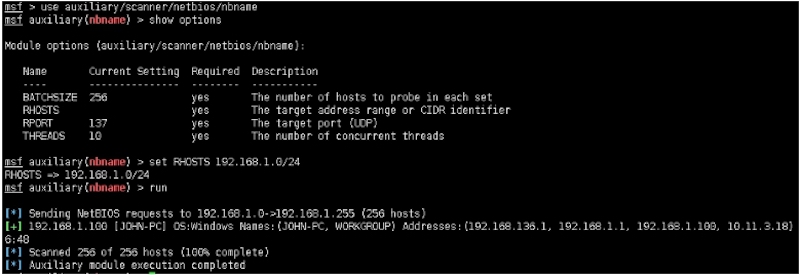 msf > use auxiliary/scanner/netbios/nbname
msf auxiliary(nbname) > show options
Module options (auxiliary/scanner/netbios/nbname):
Name Current Setting Required Description
---- --------------- -------- -----------
BATCHSIZE 256 yes The number of hosts to probe in each set
RHOSTS yes The target address range or CIDR identifier
RPORT 137 yes The target port (UDP)
THREADS 10 yes The number of concurrent threads
msf auxiliary(nbname) > set RHOSTS 192.168.1.0/24
RHOSTS => 192.168.1.0/24
msf auxiliary(nbname) > run
[*] Sending NetBIOS requests to 192.168.1.0->192.168.1.255 (256 hosts)
[+] 192.168.1.100 [JOHN-PC] OS:Windows Names:(JOHN-PC, WORKGROUP) Addresses:(192.168.136.1, 192.168.1.1, 192.168.1.100, 10.11.3.18)
6:48
[*] Scanned 256 of 256 hosts (100% complete)
[*] Auxiliary module execution completed